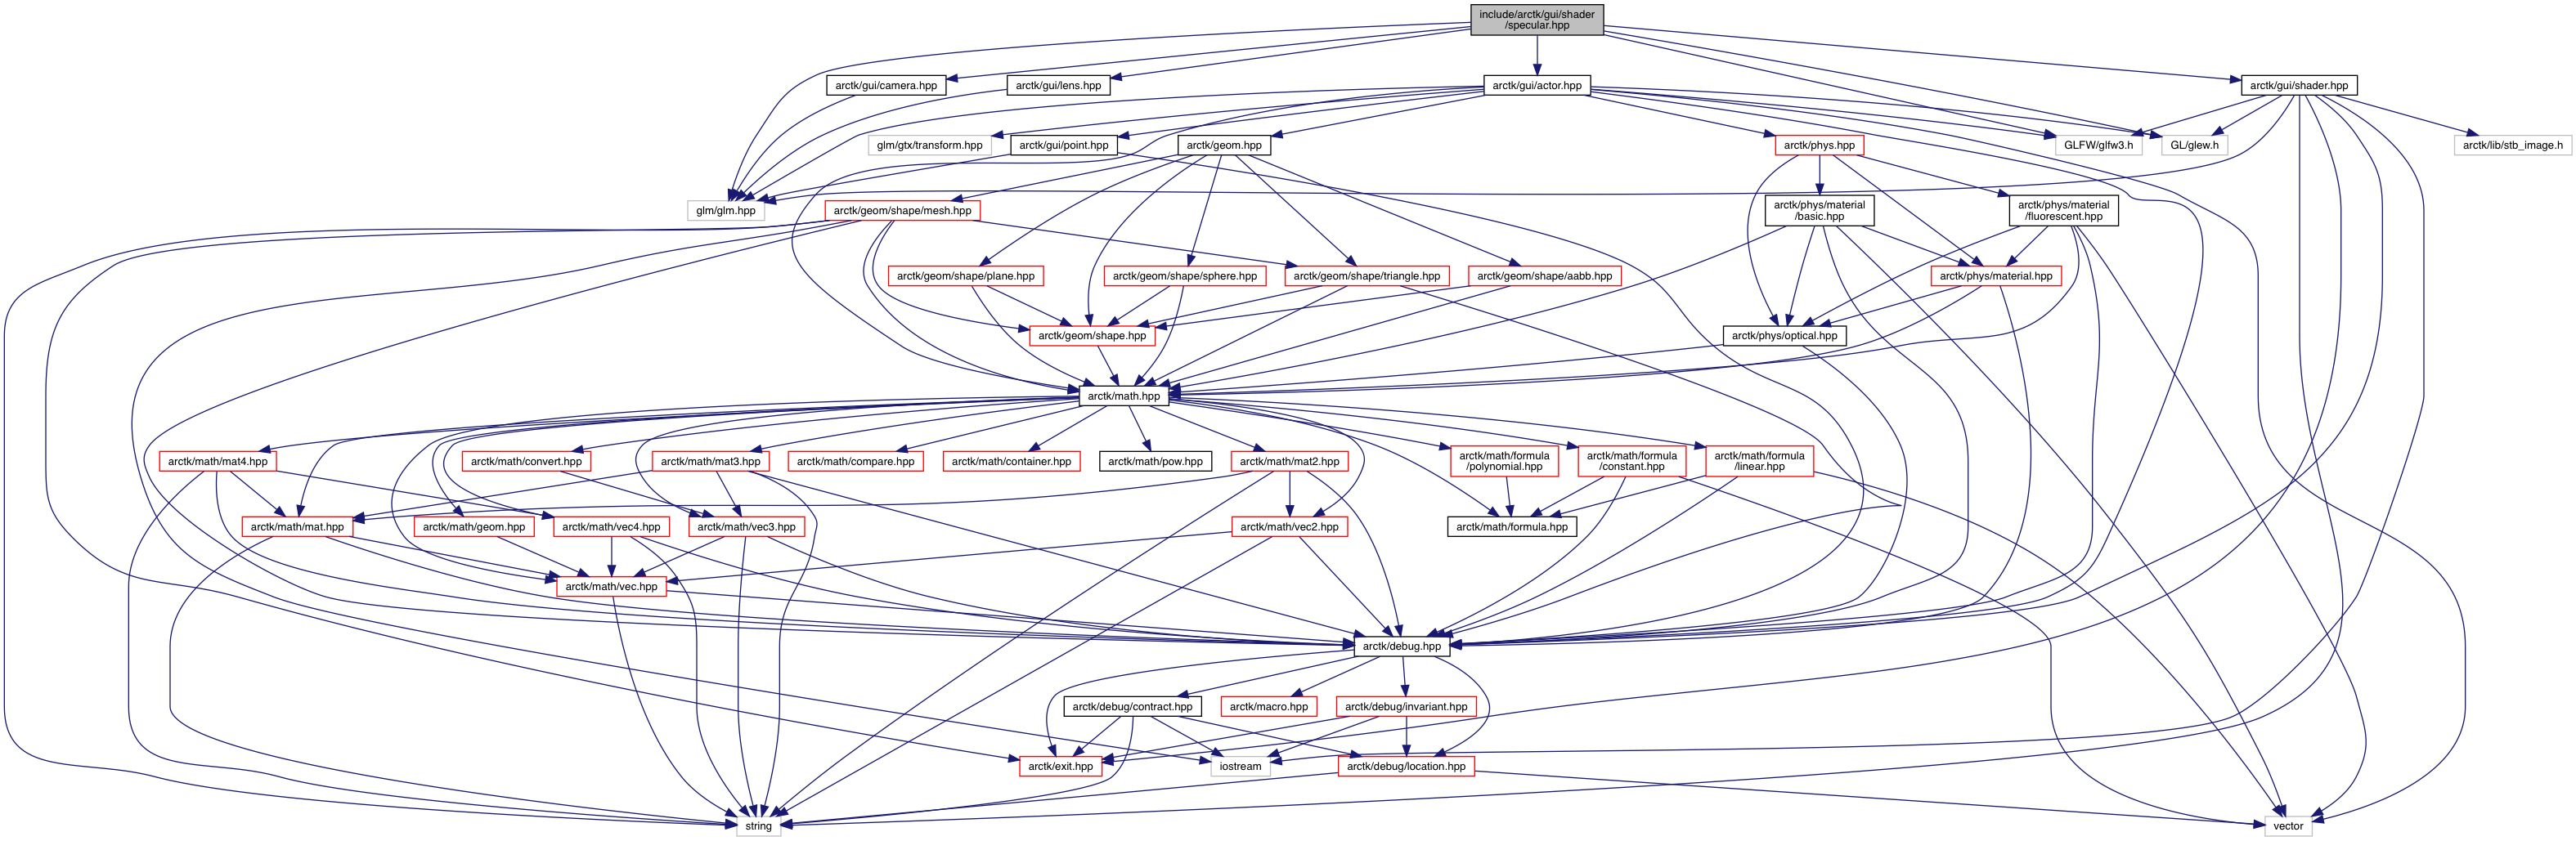 include/arctk/gui/shader
/specular.hpp
arctk/gui/camera.hpp
arctk/gui/lens.hpp
arctk/gui/actor.hpp
arctk/gui/shader.hpp
glm/gtx/transform.hpp
arctk/gui/point.hpp
arctk/geom.hpp
arctk/phys.hpp
GLFW/glfw3.h
GL/glew.h
arctk/lib/stb_image.h
glm/glm.hpp
arctk/geom/shape/mesh.hpp
arctk/phys/material
/basic.hpp
arctk/phys/material
/fluorescent.hpp
arctk/geom/shape/plane.hpp
arctk/geom/shape/sphere.hpp
arctk/geom/shape/triangle.hpp
arctk/geom/shape/aabb.hpp
arctk/phys/material.hpp
arctk/geom/shape.hpp
arctk/phys/optical.hpp
arctk/math.hpp
arctk/math/mat4.hpp
arctk/math/convert.hpp
arctk/math/mat3.hpp
arctk/math/compare.hpp
arctk/math/container.hpp
arctk/math/pow.hpp
arctk/math/mat2.hpp
arctk/math/formula
/polynomial.hpp
arctk/math/formula
/constant.hpp
arctk/math/formula
/linear.hpp
arctk/math/mat.hpp
arctk/math/geom.hpp
arctk/math/vec4.hpp
arctk/math/vec3.hpp
arctk/math/vec2.hpp
arctk/math/formula.hpp
arctk/math/vec.hpp
arctk/debug.hpp
arctk/debug/contract.hpp
arctk/macro.hpp
arctk/debug/invariant.hpp
arctk/exit.hpp
iostream
arctk/debug/location.hpp
string
vector